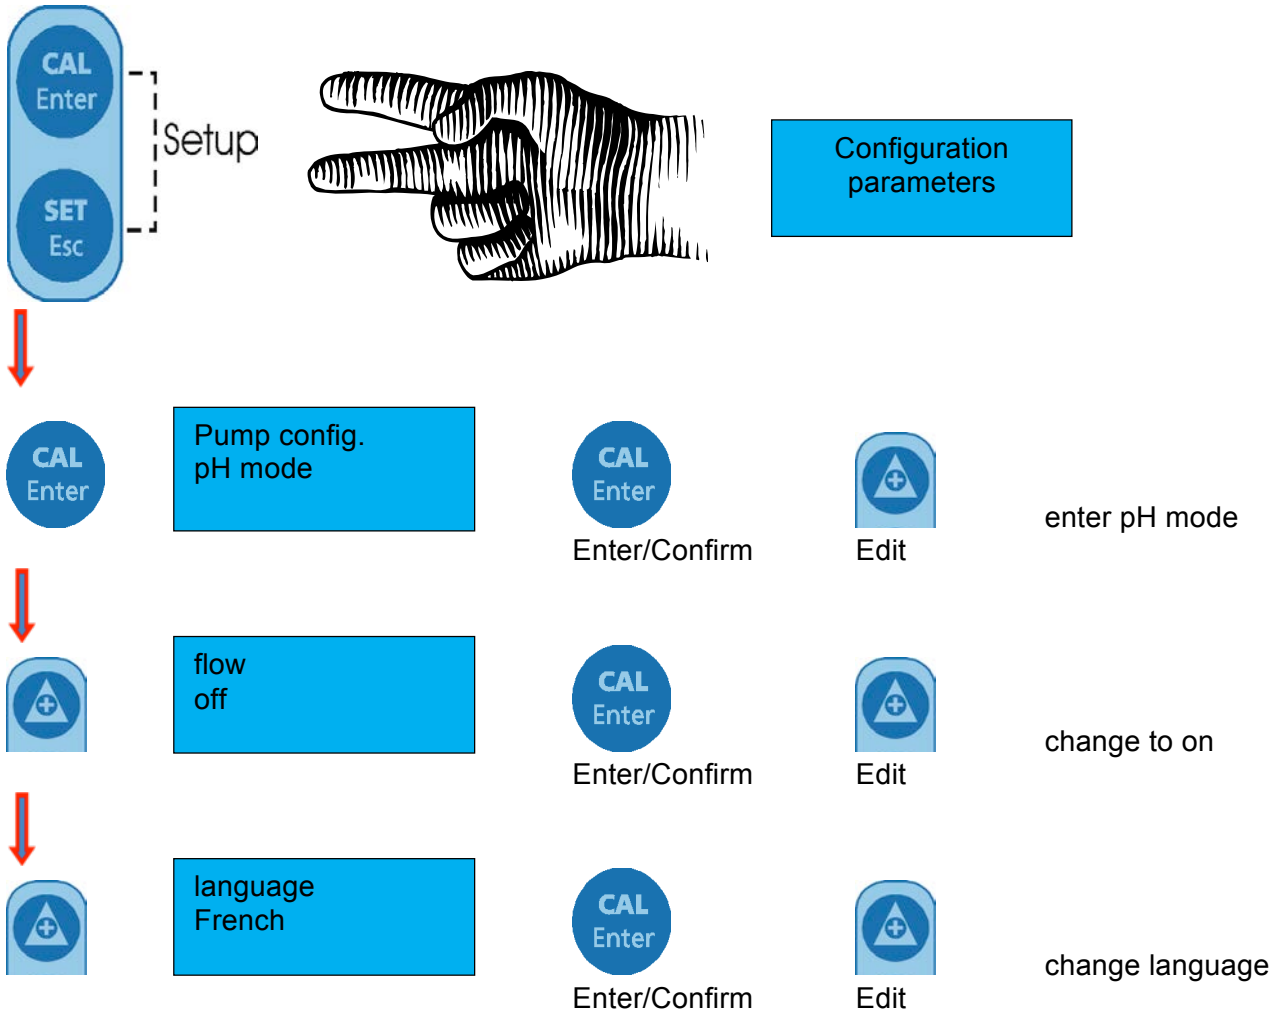 CAL
Enter
Setup
SET
Esc
Configuration
parameters
CAL
Enter
Pump config.
pH mode
CAL
Enter
Enter/Confirm
Edit
enter pH mode
flow
off
CAL
Enter
Enter/Confirm
Edit
change to on
language
French
CAL
Enter
Enter/Confirm
Edit
change language